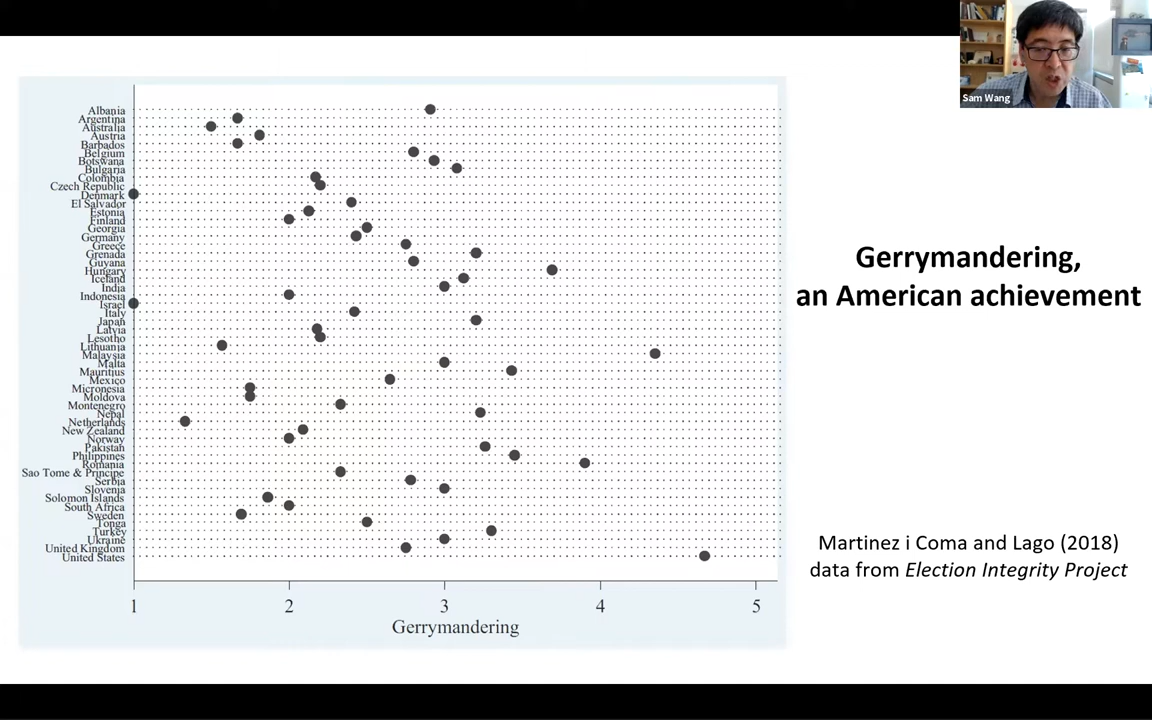 Sam Wang
Albania
Argentina
Australia
Austria
Barbados
Belgium
Botswana
Bulgaria
Colombia
Czech Republic
Denmark
El Salvador
Estonia
Finland
Georgia
Germany
Greece
Grenada
Guyana
Hungary
Iceland
India
Indonesia
Israel
Italy
Japan
Latvia
Lesotho
Lithuania
Malaysia
Malta
Mauritius
Mexico
Micronesia
Moldova
Montenegro
Nepal
Netherlands
New Zealand
Norway
Pakistan
Philippines
Romania
Sao Tome & Principe
Serbia
Slovenia
Solomon Islands
South Africa
Sweden
Tonga
Turkey
Ukraine
United Kingdom
United States
1 2 3 4 5
Gerrymandering
Gerrymandering,
an American achievement
Martinez i Coma and Lago (2018)
data from Election Integrity Project